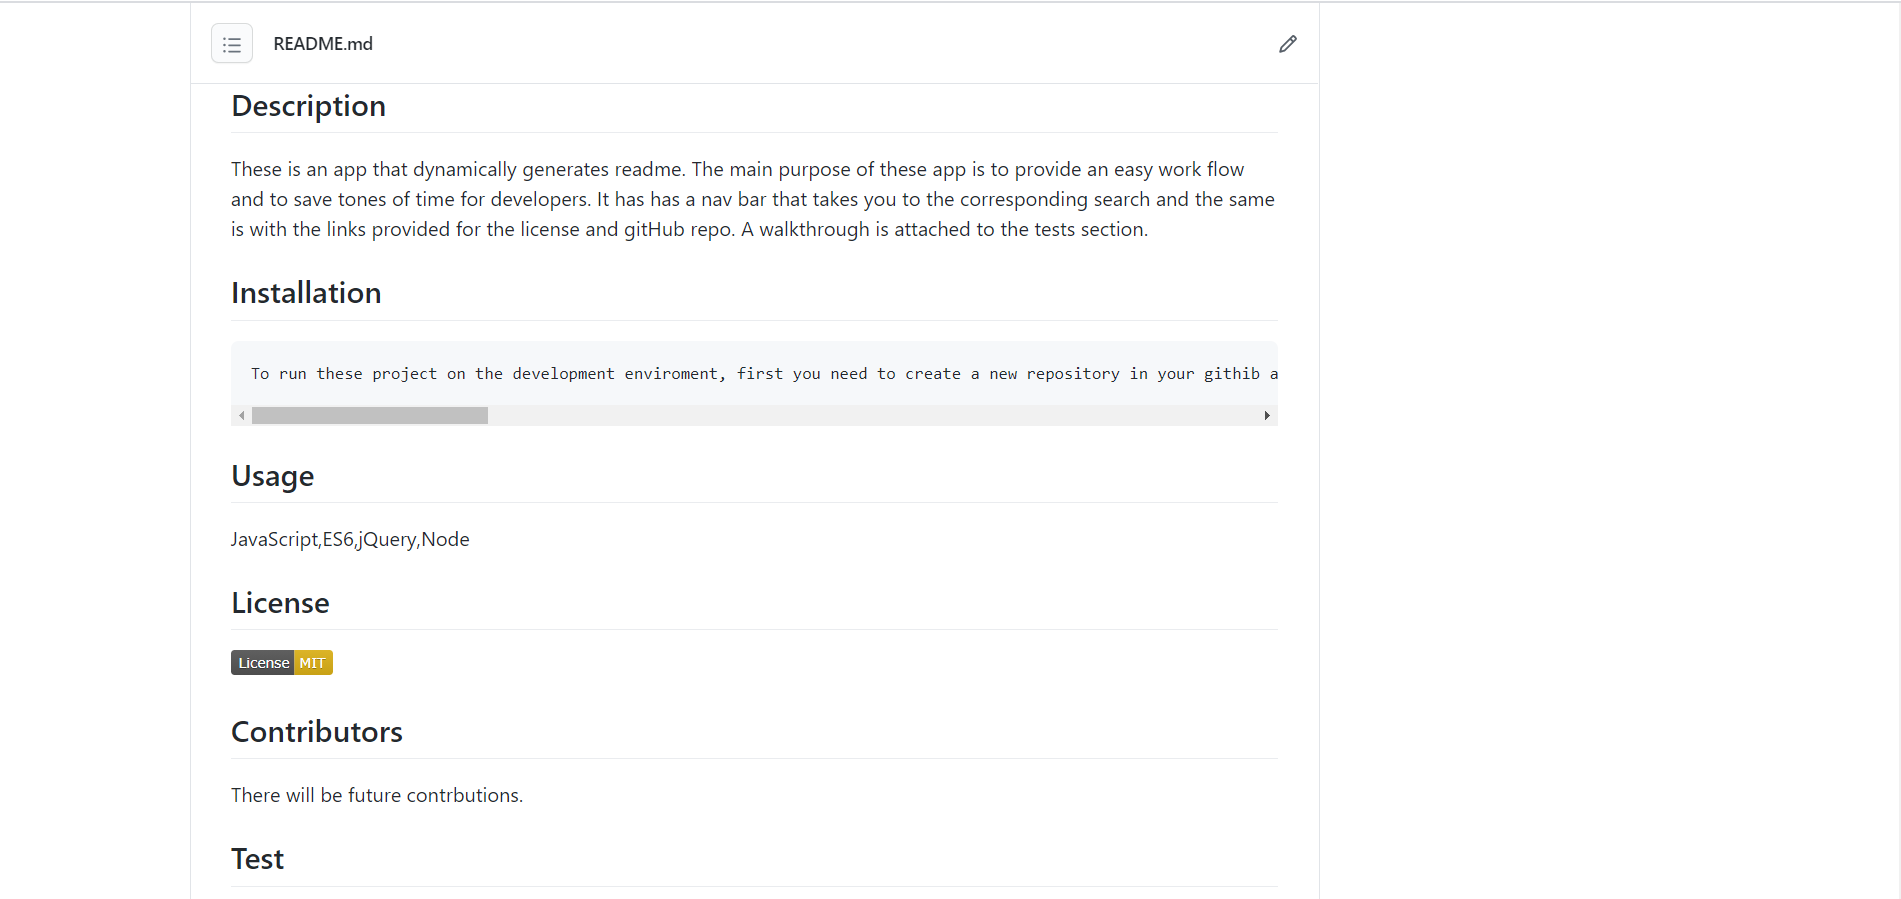 README.md
Description
These is an app that dynamically generates readme. The main purpose of these app is to provide an easy work flow
and to save tones of time for developers. It has has a nav bar that takes you to the corresponding search and the same
is with the links provided for the license and gitHub repo. A walkthrough is attached to the tests section.
Installation
To run these project on the development enviroment, first you need to create a new repository in your githib a
Usage
JavaScript,ES6,jQuery,Node
License
License MIT
Contributors
There will be future contrbutions.
Test